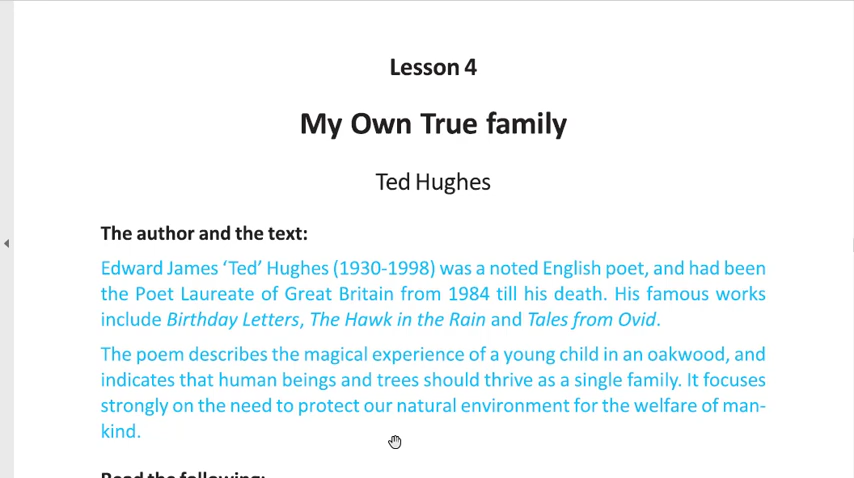 Lesson 4
My Own True family
Ted Hughes
The author and the text:
Edward James ‘Ted’ Hughes (1930-1998) was a noted English poet, and had been
the Poet Laureate of Great Britain from 1984 till his death. His famous works
include Birthday Letters, The Hawk in the Rain and Tales from Ovid.
The poem describes the magical experience of a young child in an oakwood, and
indicates that human beings and trees should thrive as a single family. It focuses
strongly on the need to protect our natural environment for the welfare of man-
kind.
Read the following: